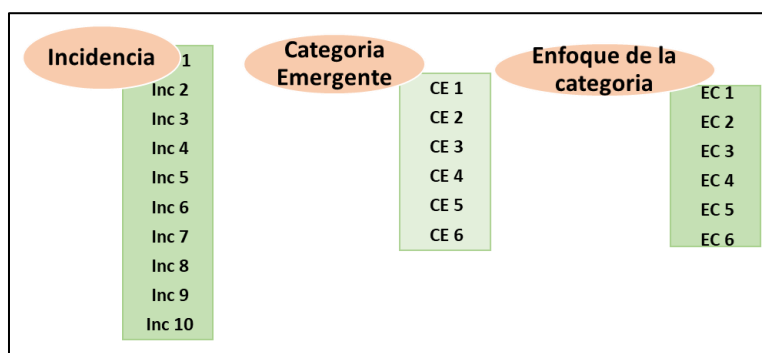 Incidencia
1
Inc 2
Inc 3
Inc 4
Inc 5
Inc 6
Inc 7
Inc 8
Inc 9
Inc 10
Categoria
Emergente
CE 1
CE 2
CE 3
CE 4
CE 5
CE 6
Enfoque de la
categoria
EC 1
EC 2
EC 3
EC 4
EC 5
EC 6